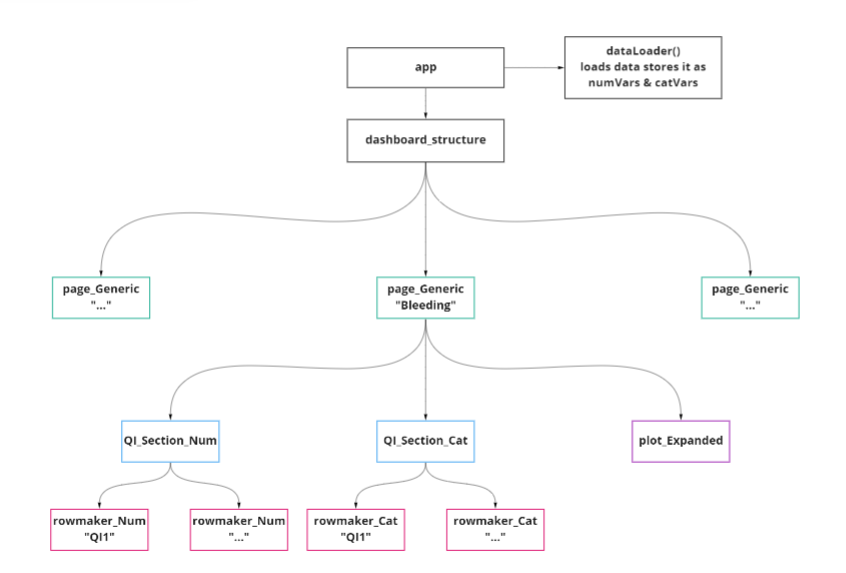 app
dataLoader()
loads data stores it as
numVars & catVars
dashboard_structure
page_Generic
"..."
page_Generic
"Bleeding"
page_Generic
"..."
QI_Section_Num
QI_Section_Cat
plot_Expanded
rowmaker_Num
"QI1"
rowmaker_Num
"..."
rowmaker_Cat
"QI1"
rowmaker_Cat
"..."